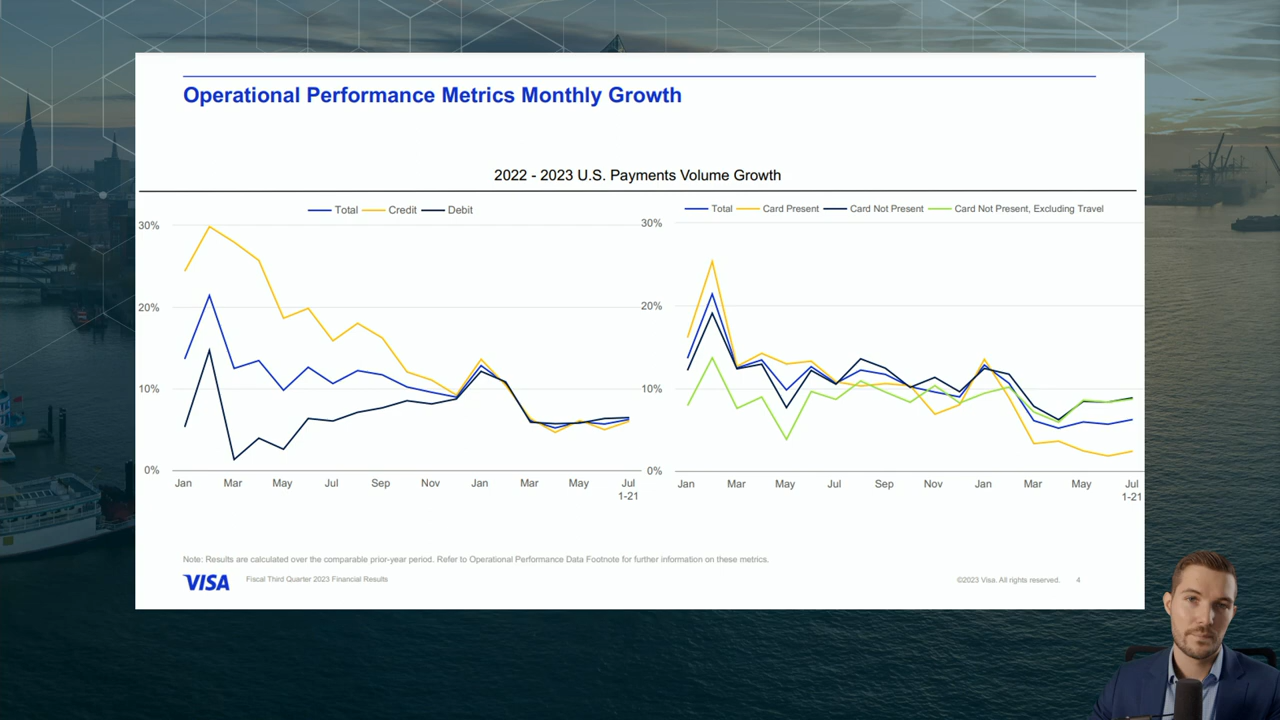 Operational Performance Metrics Monthly Growth
2022 - 2023 U.S. Payments Volume Growth
Total Credit Debit
30%
20%
10%
0%
Jan Mar May Jul Sep Nov Jan Mar May Jul
1-21
Total Card Present Card Not Present Card Not Present, Excluding Travel
30%
20%
10%
0%
Jan Mar May Jul Sep Nov Jan Mar May Jul
1-21
Note: Results are calculated over the comparable prior-year period. Refer to Operational Performance Data Footnote for further information on these metrics.
VISA Fiscal Third Quarter 2023 Financial Results ©2023 Visa. All rights reserved. 4